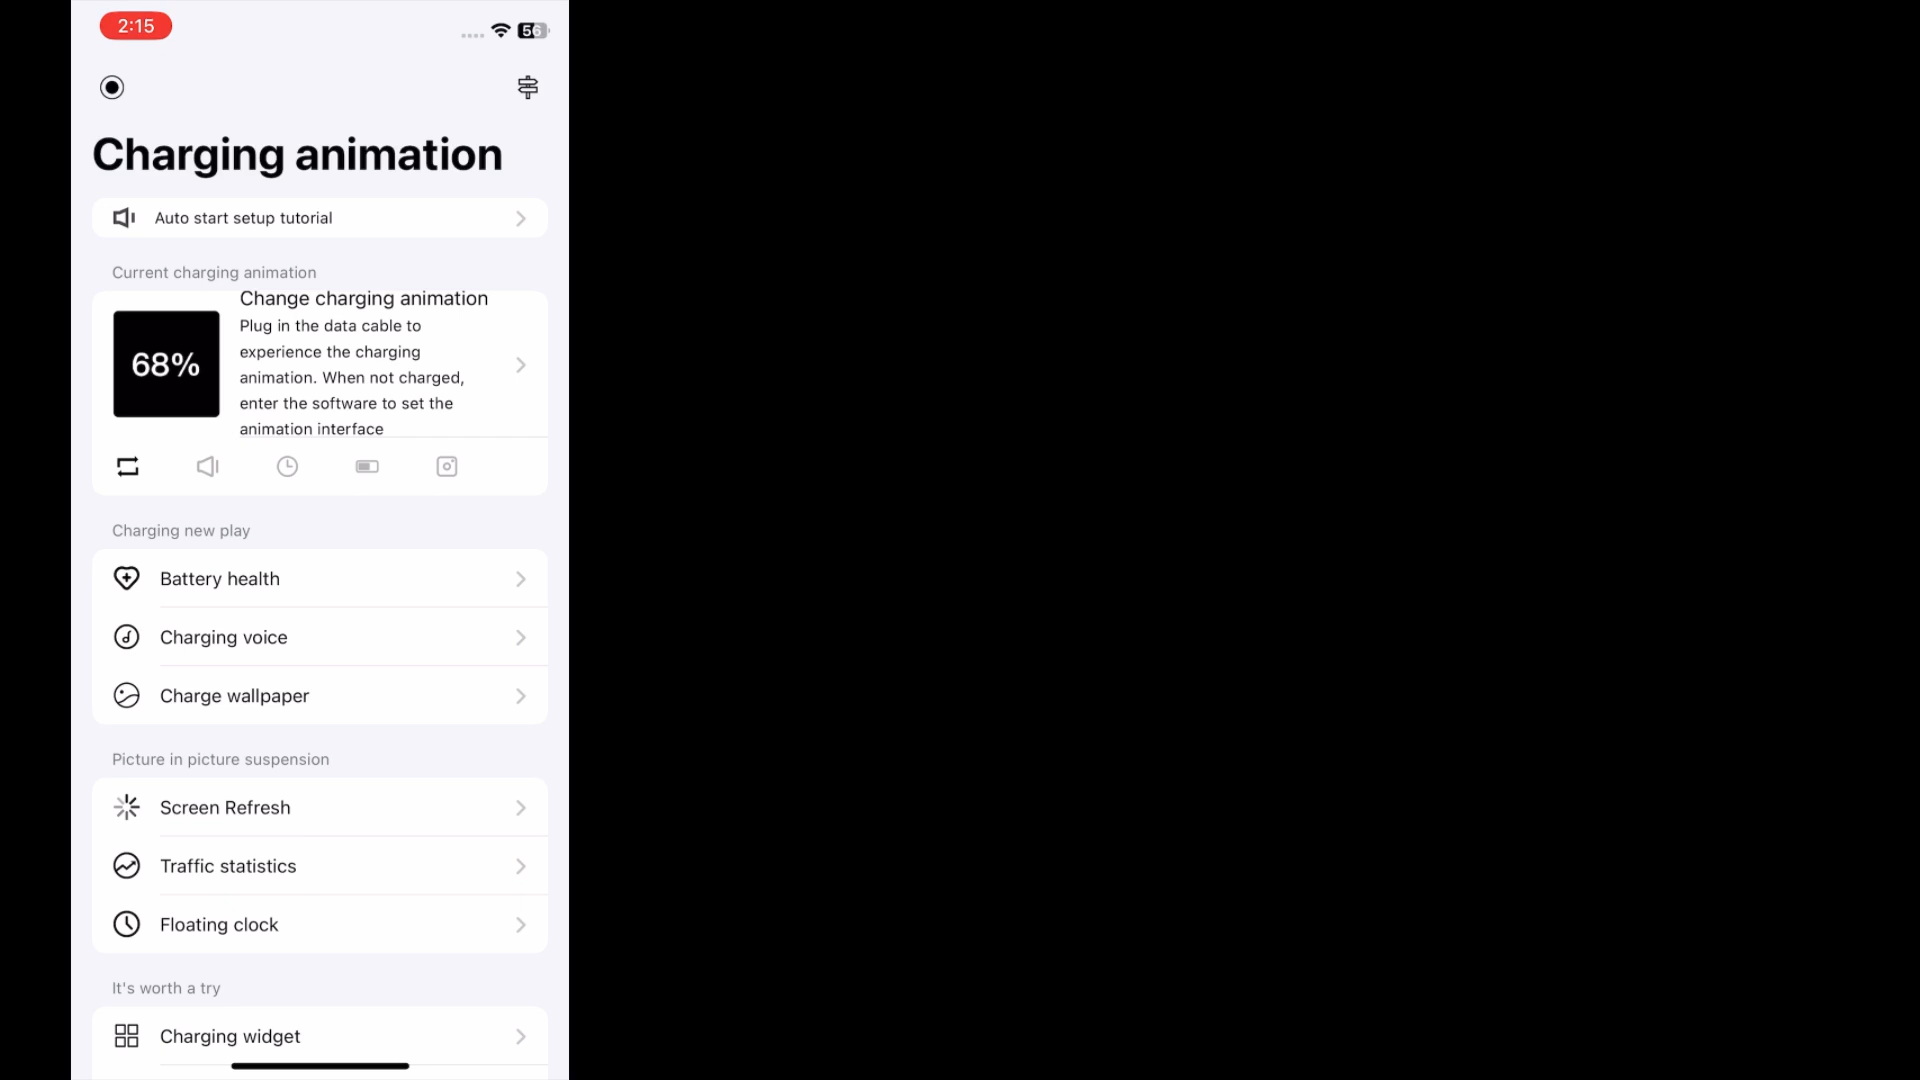 2:15
56
Charging animation
Auto start setup tutorial
Current charging animation
68%
Change charging animation
Plug in the data cable to
experience the charging
animation. When not charged,
enter the software to set the
animation interface
Charging new play
Battery health
Charging voice
Charge wallpaper
Picture in picture suspension
Screen Refresh
Traffic statistics
Floating clock
It's worth a try
Charging widget